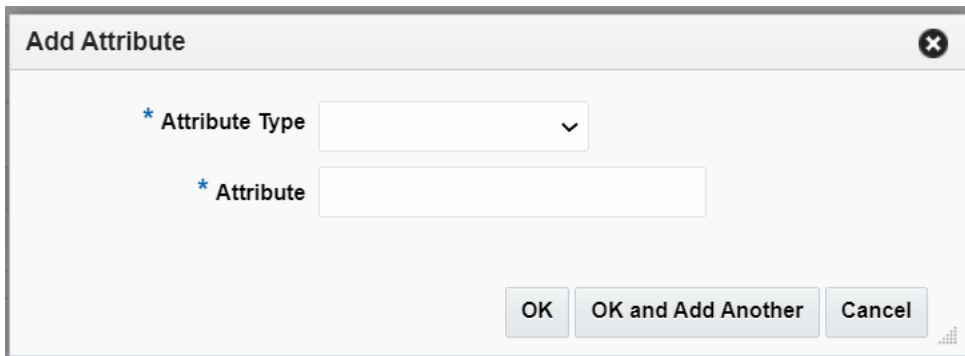 Add Attribute
* Attribute Type
* Attribute
OK OK and Add Another Cancel